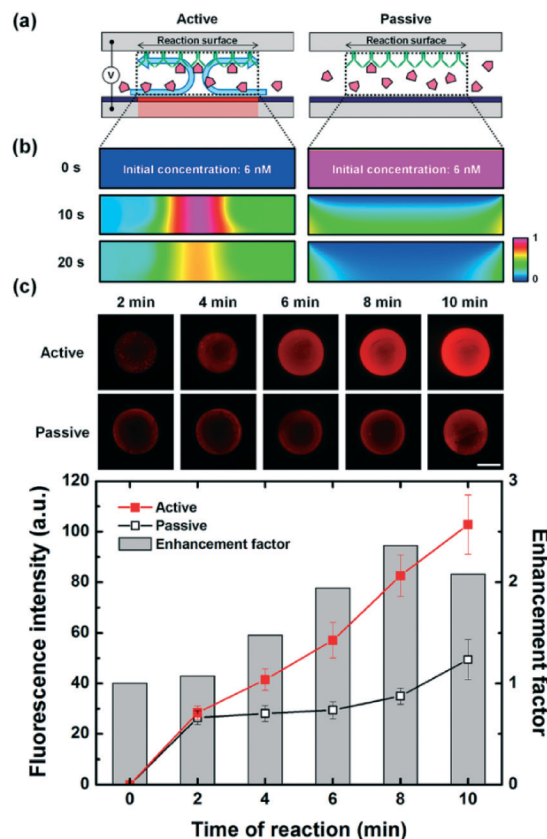 (a)
Active
Passive
Reaction surface
Reaction surface
V
(b)
0 s
Initial concentration: 6 nM
Initial concentration: 6 nM
10 s
20 s
1
0
(c)
2 min 4 min 6 min 8 min 10 min
Active
Passive
Fluorescence intensity (a.u.)
120
100
80
60
40
20
0
Active
Passive
Enhancement factor
3
2
1
0
Enhancement factor
0 2 4 6 8 10
Time of reaction (min)